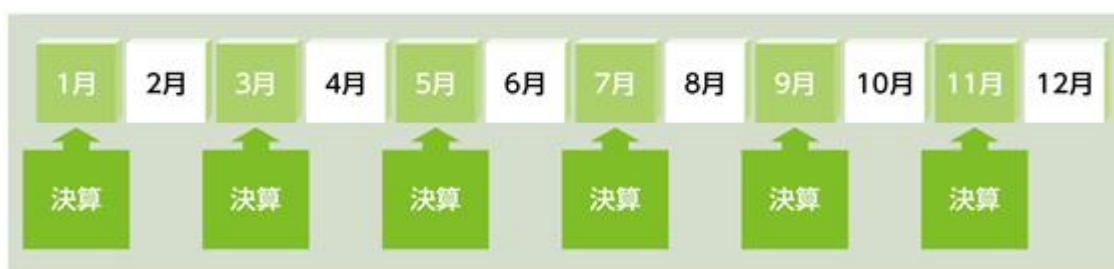 1月 2月 3月 4月 5月 6月 7月 8月 9月 10月 11月 12月
決算 決算 決算 決算 決算 決算